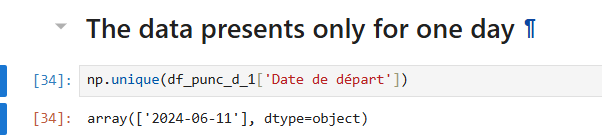 The data presents only for one day ¶
[34]: np.unique(df_punc_d_1['Date de départ'])
[34]: array(['2024-06-11'], dtype=object)